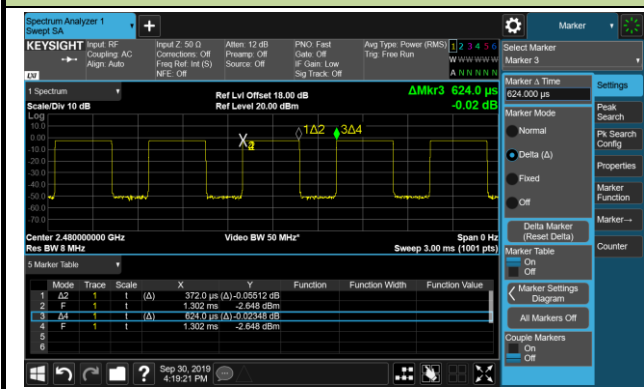 Spectrum Analyzer 1
Swept SA
+
Marker
KEYSIGHT
Input: RF
Coupling: AC
Align: Auto
Input Z: 50 Ω
Corrections: Off
Freq Ref: Int (S)
NFE: Off
Atten: 12 dB
Preamp: Off
Source: Off
PNO: Fast
Gate: Off
IF Gain: Low
Sig Track: Off
Avg Type: Power (RMS)
Trig: Free Run
1 2 3 4 5 6
W W W W W W
A N N N N N
LXI
Select Marker
Marker 3
1 Spectrum
Scale/Div 10 dB
Ref Lvl Offset 18.00 dB
Ref Level 20.00 dBm
ΔMkr3 624.0 µs
-0.02 dB
Log
10.0
0.00
-10.0
-20.0
-30.0
-40.0
-50.0
-60.0
-70.0
1Δ2
3Δ4
Center 2.480000000 GHz
Res BW 8 MHz
Video BW 50 MHz*
Span 0 Hz
Sweep 3.00 ms (1001 pts)
5 Marker Table
Mode Trace Scale X Y Function Function Width Function Value
1 Δ2 1 t (Δ) 372.0 µs (Δ) -0.05512 dB
2 F 1 t 1.302 ms -2.648 dBm
3 Δ4 1 t (Δ) 624.0 µs (Δ) -0.02348 dB
4 F 1 t 1.302 ms -2.648 dBm
5
6
Marker Δ Time
624.000 µs
Marker Mode
Normal
Delta (Δ)
Fixed
Off
Delta Marker
(Reset Delta)
Marker Table
On
Off
Marker Settings
Diagram
All Markers Off
Couple Markers
On
Off
Settings
Peak
Search
Pk Search
Config
Properties
Marker
Function
Marker→
Counter
?
Sep 30, 2019
4:19:21 PM